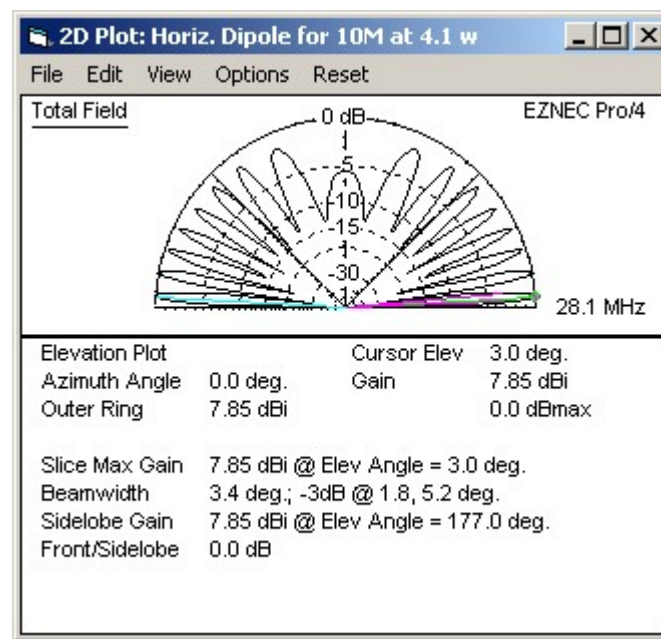 2D Plot: Horiz. Dipole for 10M at 4.1 w
File Edit View Options Reset
Total Field 0 dB EZNEC Pro/4
-5
-10
-15
-30
28.1 MHz
Elevation Plot Cursor Elev 3.0 deg.
Azimuth Angle 0.0 deg. Gain 7.85 dBi
Outer Ring 7.85 dBi 0.0 dBmax
Slice Max Gain 7.85 dBi @ Elev Angle = 3.0 deg.
Beamwidth 3.4 deg.; -3dB @ 1.8, 5.2 deg.
Sidelobe Gain 7.85 dBi @ Elev Angle = 177.0 deg.
Front/Sidelobe 0.0 dB